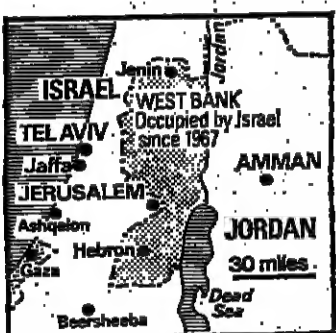 Jordan
Jenin
ISRAEL
WEST BANK
Occupied by Israel
since 1967
TEL AVIV
Jaffa
AMMAN
JERUSALEM
Ashqelon
JORDAN
Hebron
Gaza
30 miles
Dead
Sea
Beersheeba